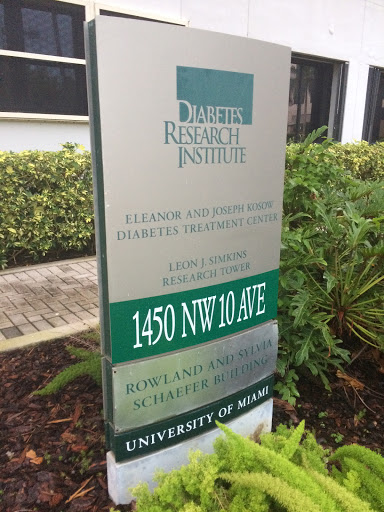 DIABETES
RESEARCH
INSTITUTE
ELEANOR AND JOSEPH KOSOW
DIABETES TREATMENT CENTER
LEON J. SIMKINS
RESEARCH TOWER
1450 NW 10 AVE
ROWLAND AND SYLVIA
SCHAEFER BUILDING
UNIVERSITY OF MIAMI